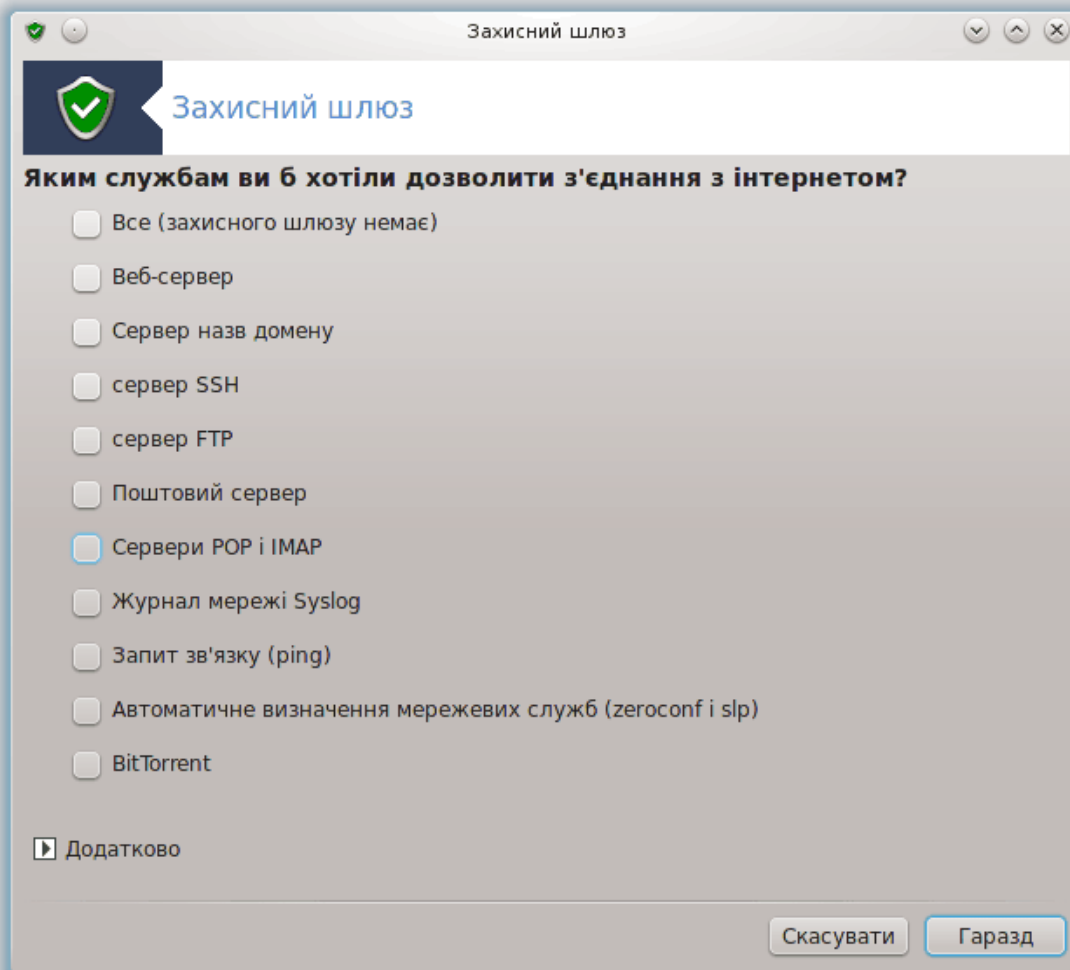 Захисний шлюз
Захисний шлюз
Яким службам ви б хотіли дозволити з'єднання з інтернетом?
Все (захисного шлюзу немає)
Веб-сервер
Сервер назв домену
сервер SSH
сервер FTP
Поштовий сервер
Сервери POP і IMAP
Журнал мережі Syslog
Запит зв'язку (ping)
Автоматичне визначення мережевих служб (zeroconf і slp)
BitTorrent
Додатково
Скасувати Гаразд